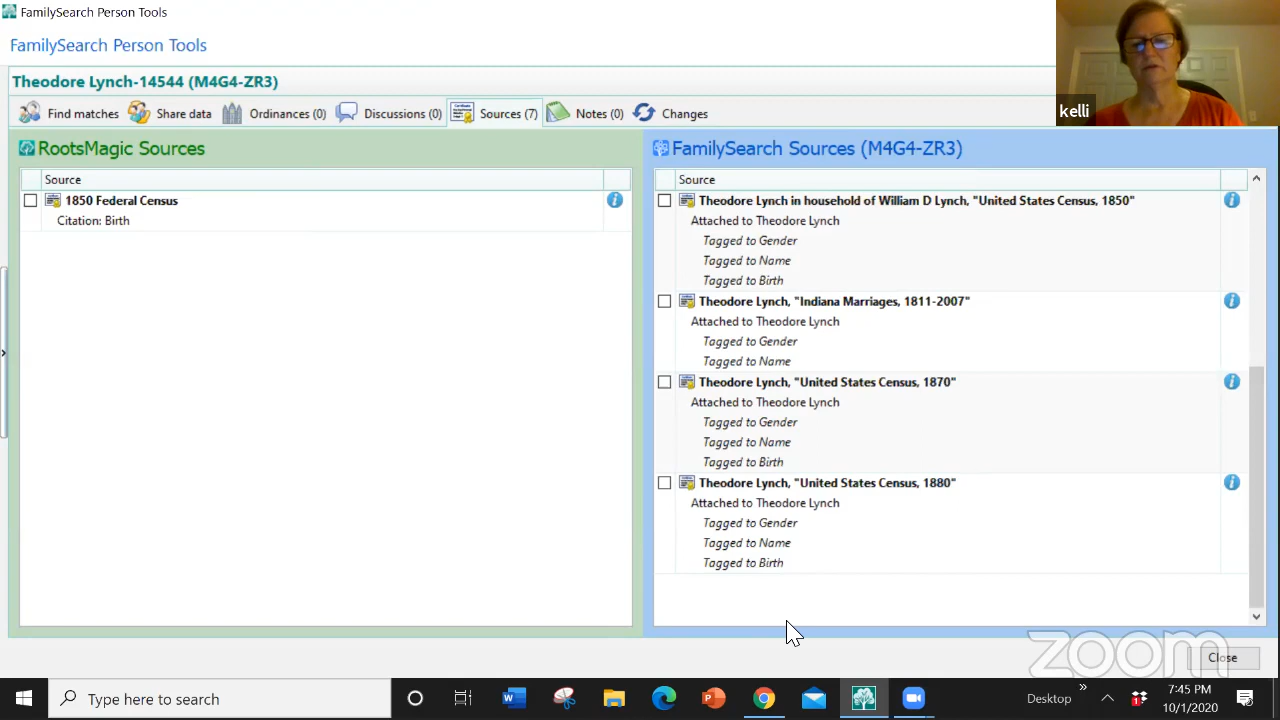 FamilySearch Person Tools
FamilySearch Person Tools
Theodore Lynch-14544 (M4G4-ZR3)
Find matches Share data Ordinances (0) Discussions (0) Sources (7) Notes (0) Changes
kelli
RootsMagic Sources
Source
1850 Federal Census
Citation: Birth
FamilySearch Sources (M4G4-ZR3)
Source
Theodore Lynch in household of William D Lynch, "United States Census, 1850"
Attached to Theodore Lynch
Tagged to Gender
Tagged to Name
Tagged to Birth
Theodore Lynch, "Indiana Marriages, 1811-2007"
Attached to Theodore Lynch
Tagged to Gender
Tagged to Name
Theodore Lynch, "United States Census, 1870"
Attached to Theodore Lynch
Tagged to Gender
Tagged to Name
Tagged to Birth
Theodore Lynch, "United States Census, 1880"
Attached to Theodore Lynch
Tagged to Gender
Tagged to Name
Tagged to Birth
zoom
Close
Type here to search
Desktop
7:45 PM
10/1/2020